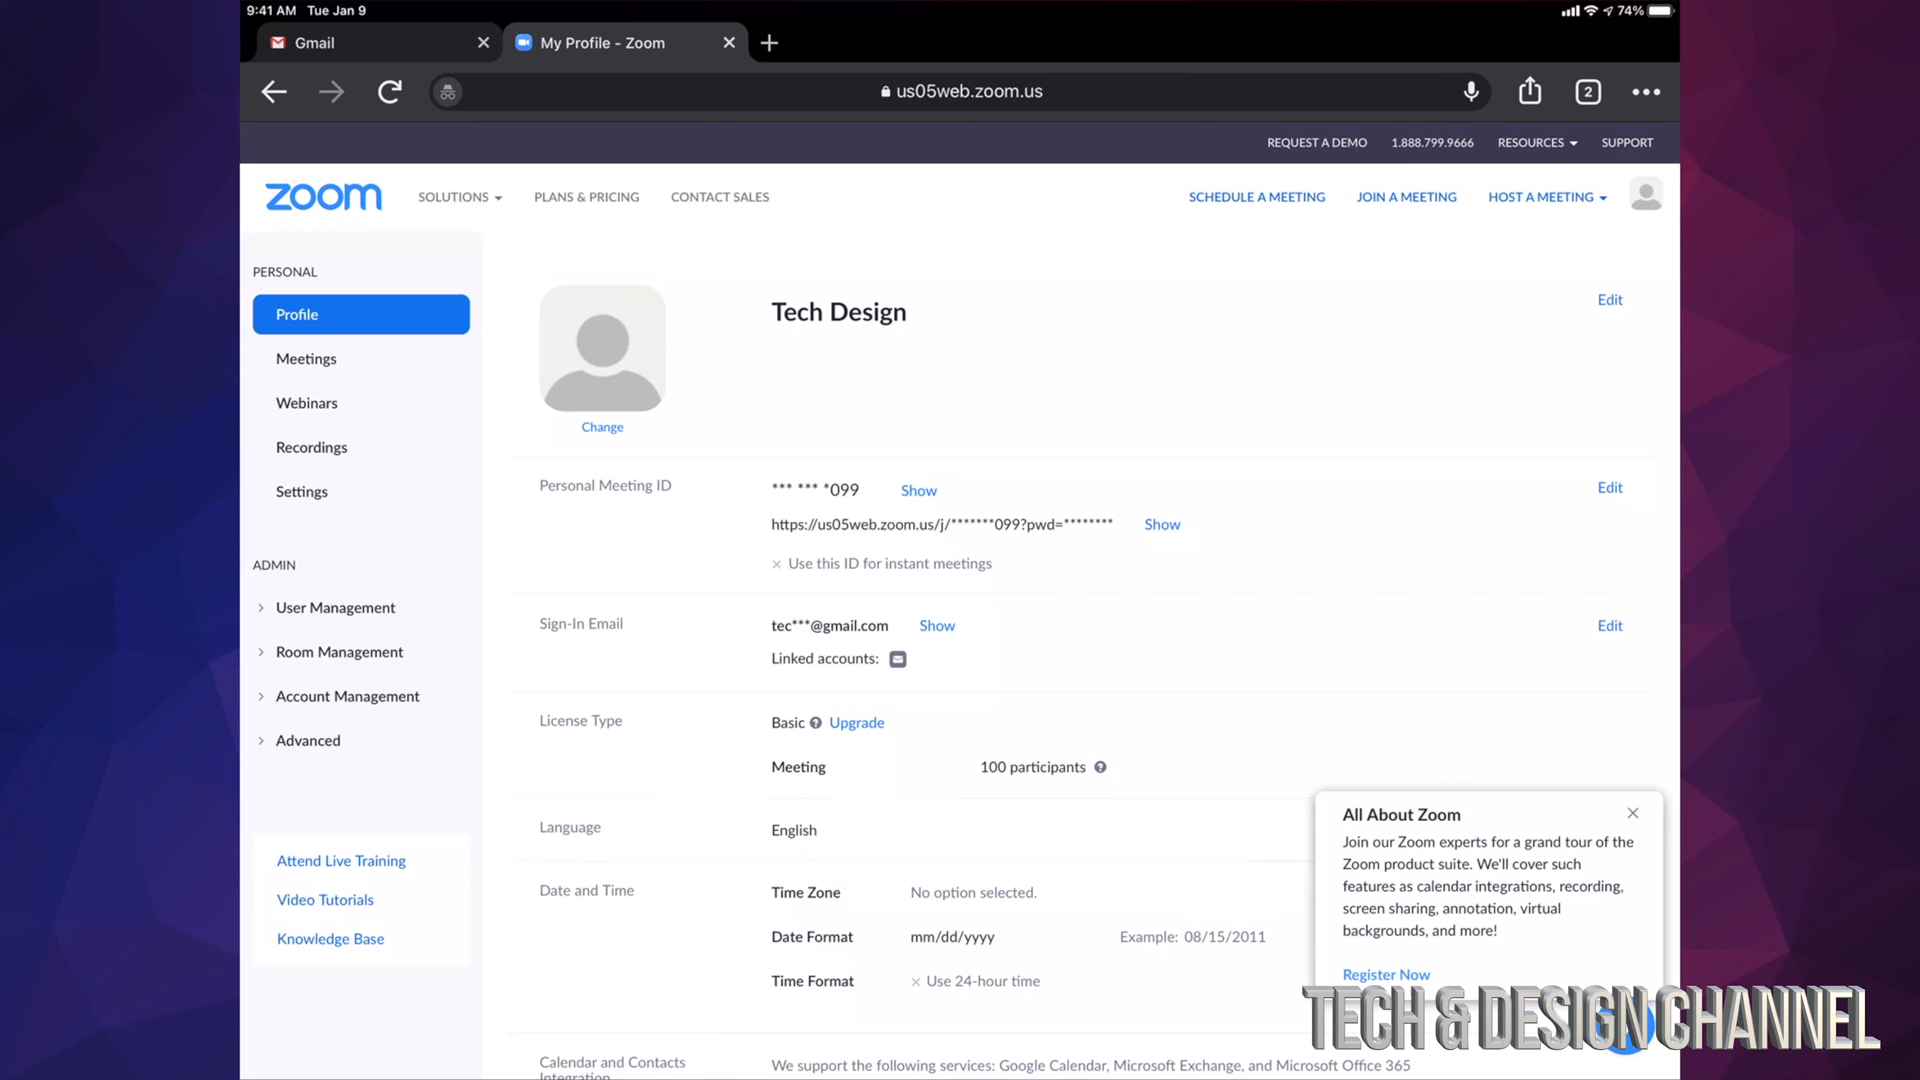 9:41 AM Tue Jan 9
74%
Gmail
My Profile - Zoom
us05web.zoom.us
2
REQUEST A DEMO 1.888.799.9666 RESOURCES SUPPORT
zoom SOLUTIONS PLANS & PRICING CONTACT SALES SCHEDULE A MEETING JOIN A MEETING HOST A MEETING
PERSONAL
Profile
Meetings
Webinars
Recordings
Settings
ADMIN
User Management
Room Management
Account Management
Advanced
Attend Live Training
Video Tutorials
Knowledge Base
Tech Design
Edit
Change
Personal Meeting ID
*** *** *099 Show
Edit
https://us05web.zoom.us/j/*******099?pwd=******** Show
× Use this ID for instant meetings
Sign-In Email
tec***@gmail.com Show
Edit
Linked accounts:
License Type
Basic Upgrade
Meeting 100 participants
Language
English
Date and Time
Time Zone No option selected.
Date Format mm/dd/yyyy Example: 08/15/2011
Time Format × Use 24-hour time
Calendar and Contacts
Integration
We support the following services: Google Calendar, Microsoft Exchange, and Microsoft Office 365
All About Zoom
Join our Zoom experts for a grand tour of the
Zoom product suite. We'll cover such
features as calendar integrations, recording,
screen sharing, annotation, virtual
backgrounds, and more!
Register Now
TECH & DESIGN CHANNEL